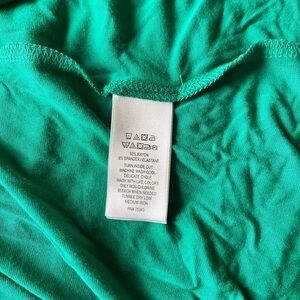 92% RAYON
8% SPANDEX / ELASTANE
TURN INSIDE OUT
MACHINE WASH COOL
DELICATE CYCLE
WASH WITH LIKE COLORS
ONLY NON-CHLORINE
BLEACH WHEN NEEDED
TUMBLE DRY LOW
MEDIUM IRON